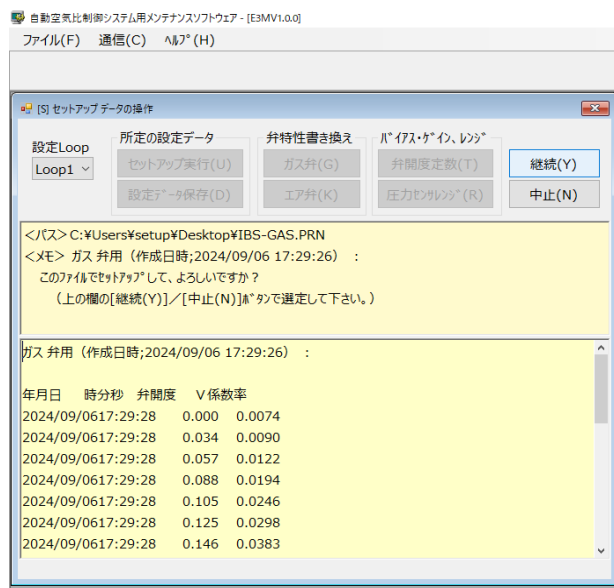 自動空気比制御システム用メンテナンスソフトウェア - [E3MV1.0.0]
ファイル(F) 通信(C) ﾍﾙﾌﾟ(H)
[S] セットアップ データの操作
設定Loop
Loop1
所定の設定データ
セットアップ実行(U)
設定ﾃﾞｰﾀ保存(D)
弁特性書き換え
ガス弁(G)
エア弁(K)
ﾊﾞｲｱｽ・ｹﾞｲﾝ、ﾚﾝｼﾞ
弁開度定数(T)
圧力ｾﾝｻﾚﾝｼﾞ(R)
継続(Y)
中止(N)
<パス> C:¥Users¥setup¥Desktop¥IBS-GAS.PRN
<メモ> ガス 弁用（作成日時;2024/09/06 17:29:26） :
このﾌｧｲﾙでｾｯﾄｱｯﾌﾟして、よろしいですか？
（上の欄の[継続(Y)]／[中止(N)]ﾎﾞﾀﾝで選定して下さい。）
ガス 弁用（作成日時;2024/09/06 17:29:26） :
年月日 時分秒 弁開度 Ｖ係数率
2024/09/0617:29:28 0.000 0.0074
2024/09/0617:29:28 0.034 0.0090
2024/09/0617:29:28 0.057 0.0122
2024/09/0617:29:28 0.088 0.0194
2024/09/0617:29:28 0.105 0.0246
2024/09/0617:29:28 0.125 0.0298
2024/09/0617:29:28 0.146 0.0383